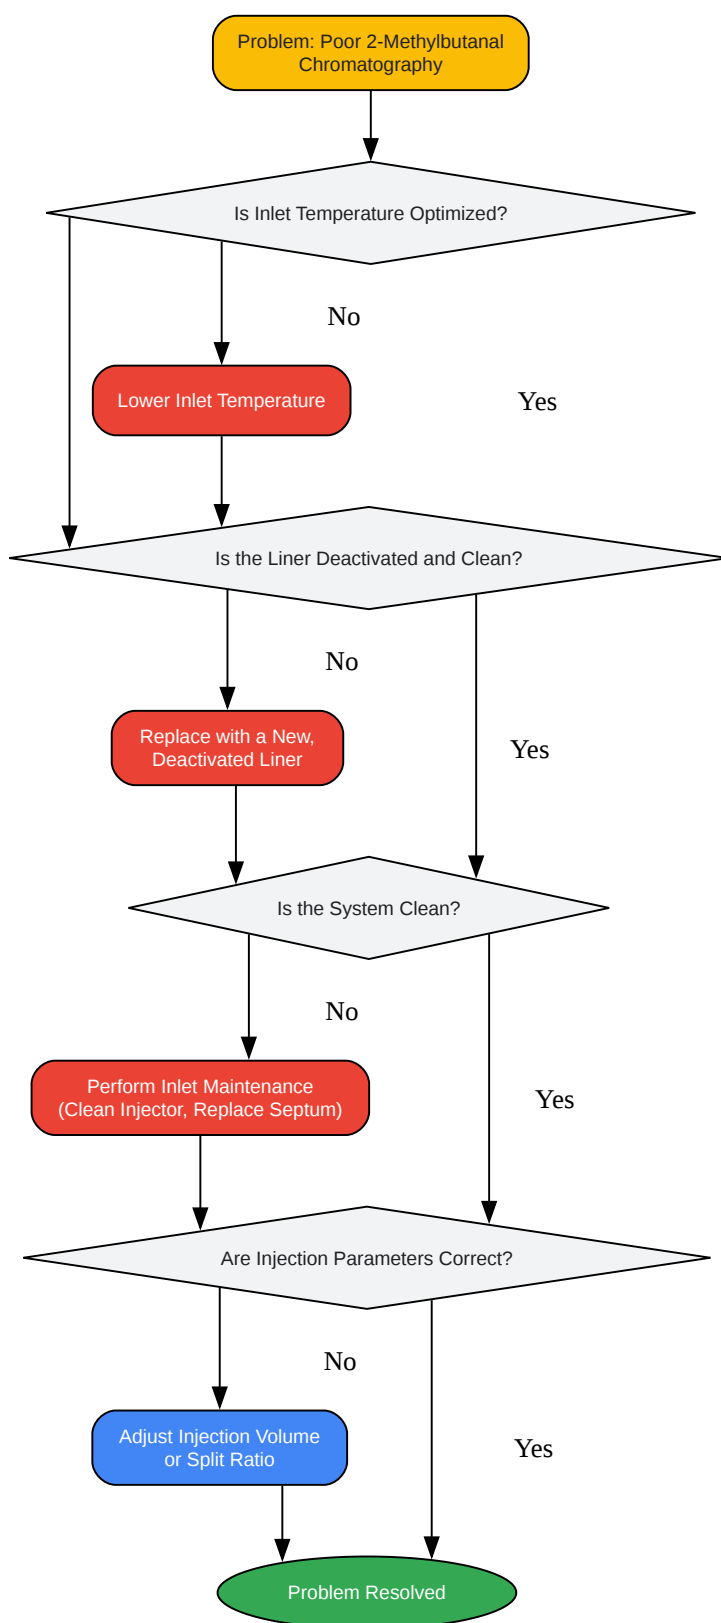 Problem: Poor 2-Methylbutanal
Chromatography
Is Inlet Temperature Optimized?
No
Lower Inlet Temperature
Yes
Is the Liner Deactivated and Clean?
No
Replace with a New,
Deactivated Liner
Yes
Is the System Clean?
No
Perform Inlet Maintenance
(Clean Injector, Replace Septum)
Yes
Are Injection Parameters Correct?
No
Adjust Injection Volume
or Split Ratio
Yes
Problem Resolved